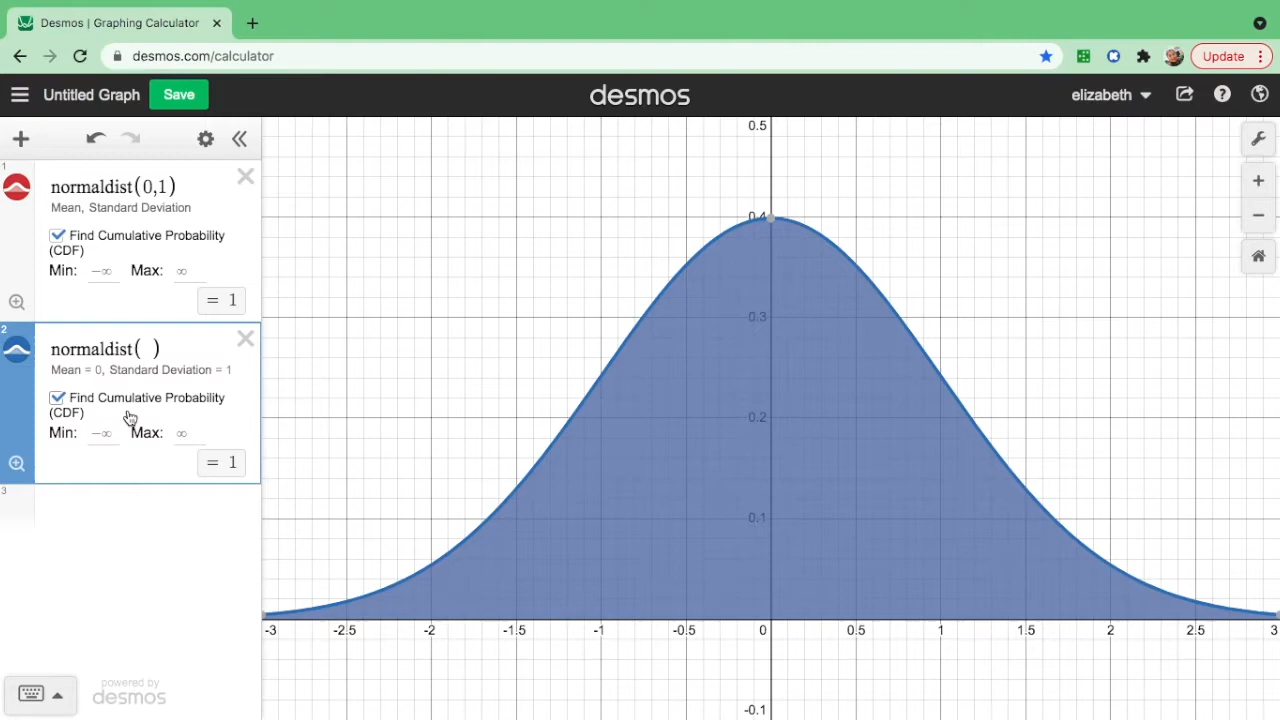 Desmos | Graphing Calculator
desmos.com/calculator
Update
Untitled Graph
Save
desmos
elizabeth
1
normaldist(0,1)
Mean, Standard Deviation
Find Cumulative Probability
(CDF)
Min: -∞ Max: ∞
= 1
2
normaldist( )
Mean = 0, Standard Deviation = 1
Find Cumulative Probability
(CDF)
Min: -∞ Max: ∞
= 1
3
powered by
desmos
0.5
0.4
0.3
0.2
0.1
-3 -2.5 -2 -1.5 -1 -0.5 0 0.5 1 1.5 2 2.5 3
-0.1